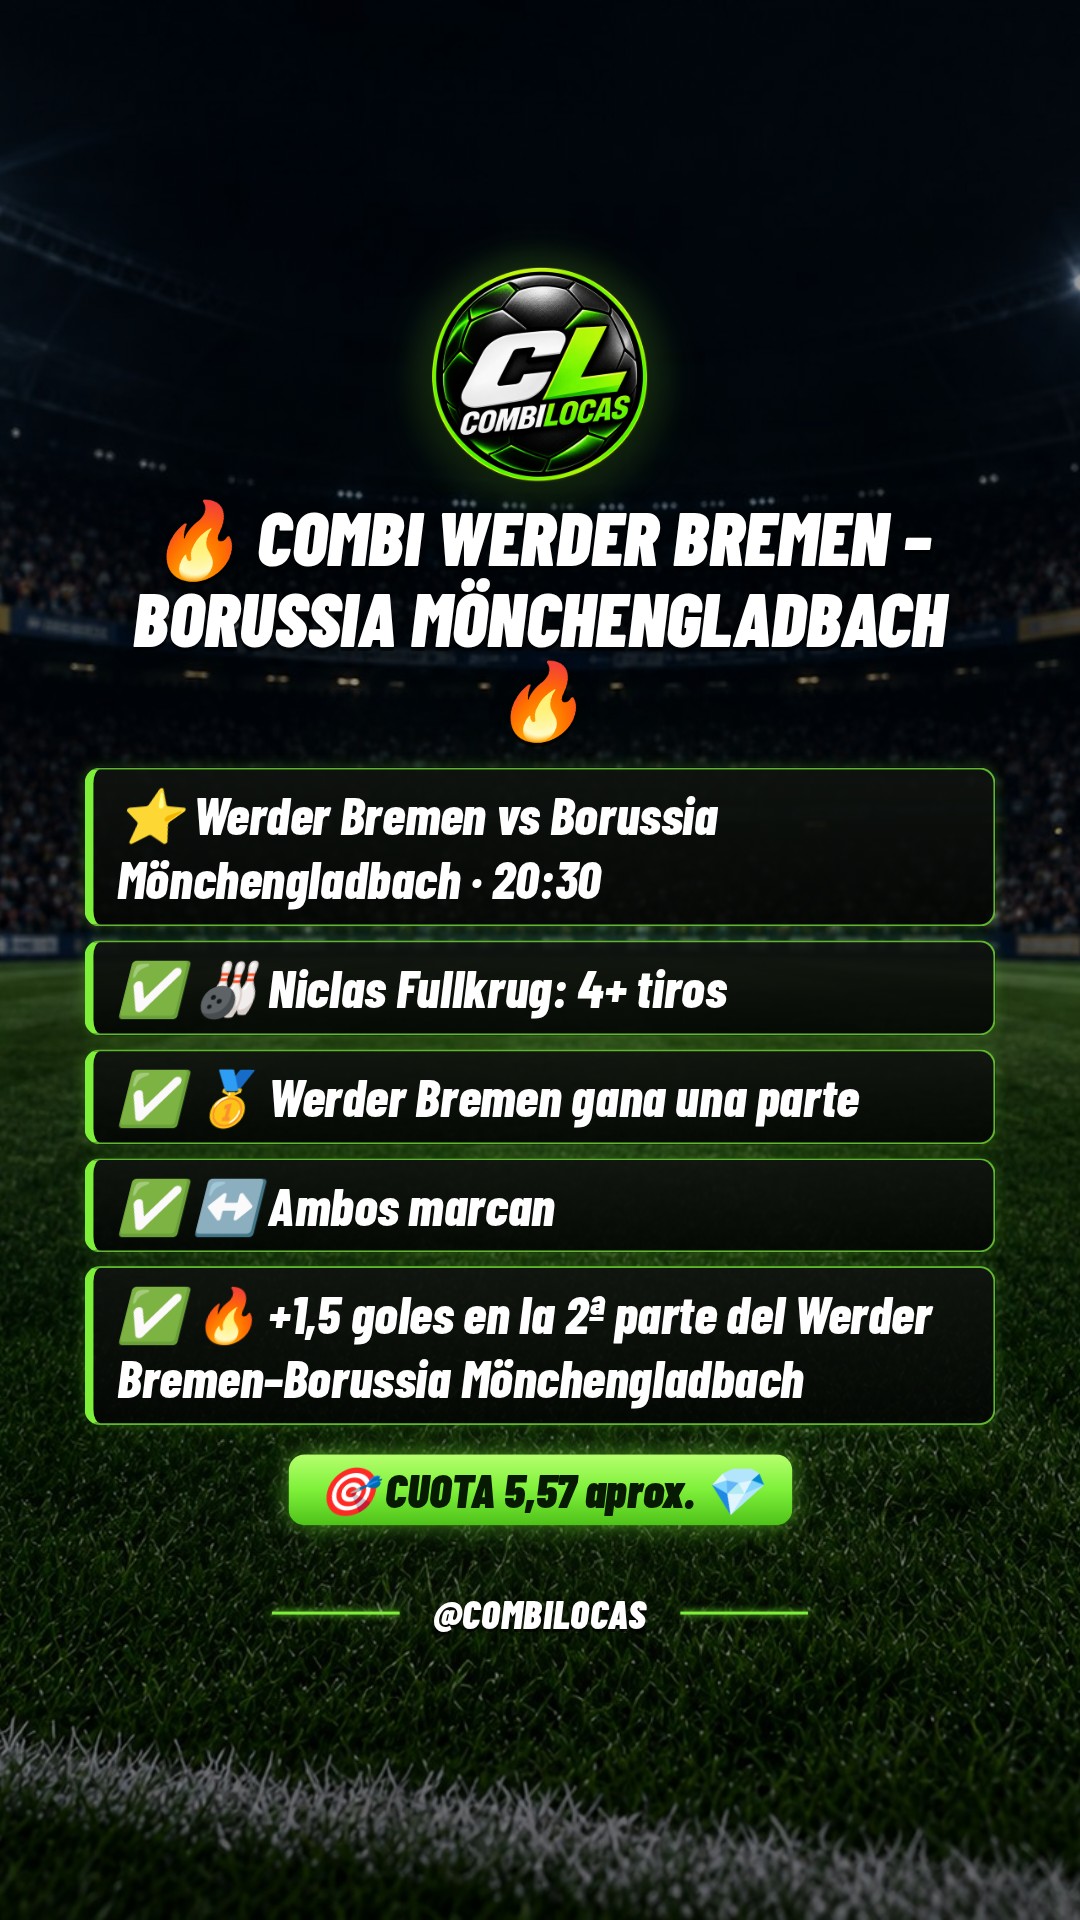 CL
COMBILOCAS
🔥 COMBI WERDER BREMEN –
BORUSSIA MÖNCHENGLADBACH
🔥
⭐ Werder Bremen vs Borussia
Mönchengladbach · 20:30
✅ 🎳 Niclas Fullkrug: 4+ tiros
✅ 🥇 Werder Bremen gana una parte
✅ ↔️ Ambos marcan
✅ 🔥 +1,5 goles en la 2ª parte del Werder
Bremen–Borussia Mönchengladbach
🎯 CUOTA 5,57 aprox. 💎
@COMBILOCAS